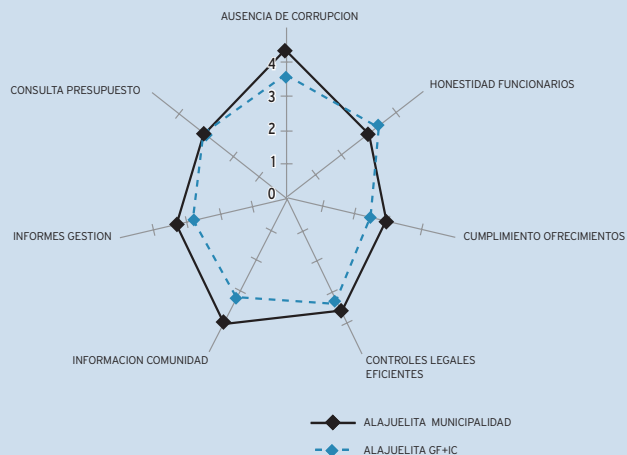 AUSENCIA DE CORRUPCION
4
HONESTIDAD FUNCIONARIOS
CONSULTA PRESUPUESTO
3
2
1
0
INFORMES GESTION
CUMPLIMIENTO OFRECIMIENTOS
INFORMACION COMUNIDAD
CONTROLES LEGALES
EFICIENTES
ALAJUELITA MUNICIPALIDAD
ALAJUELITA GF+IC